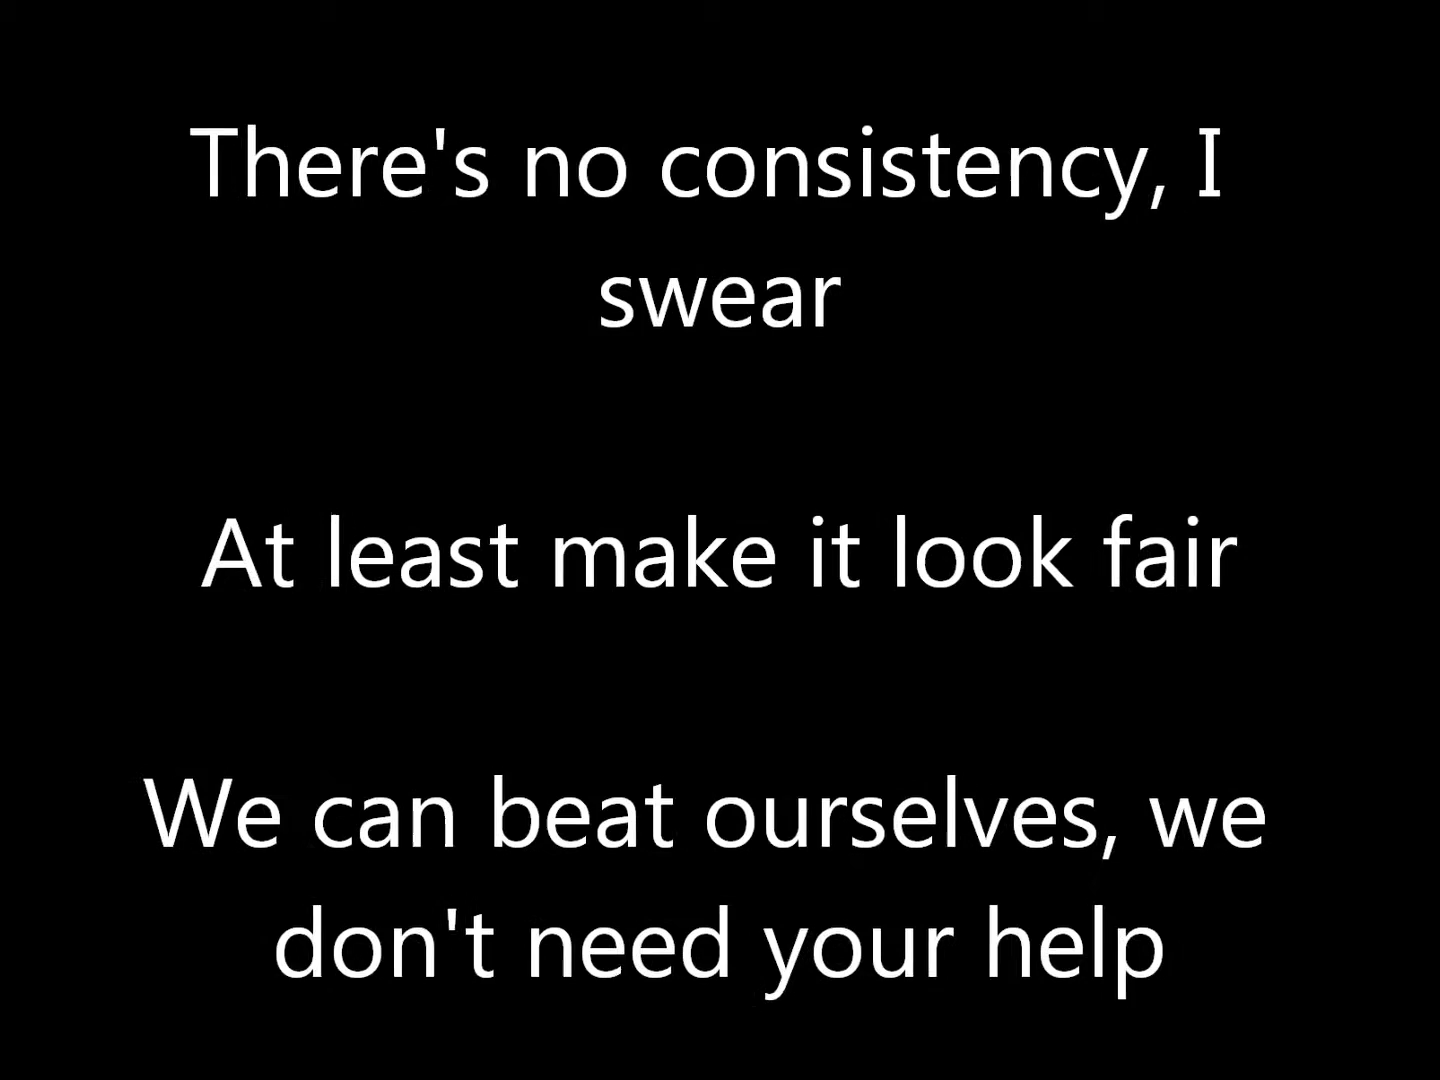 There's no consistency, I
swear
At least make it look fair
We can beat ourselves, we
don't need your help